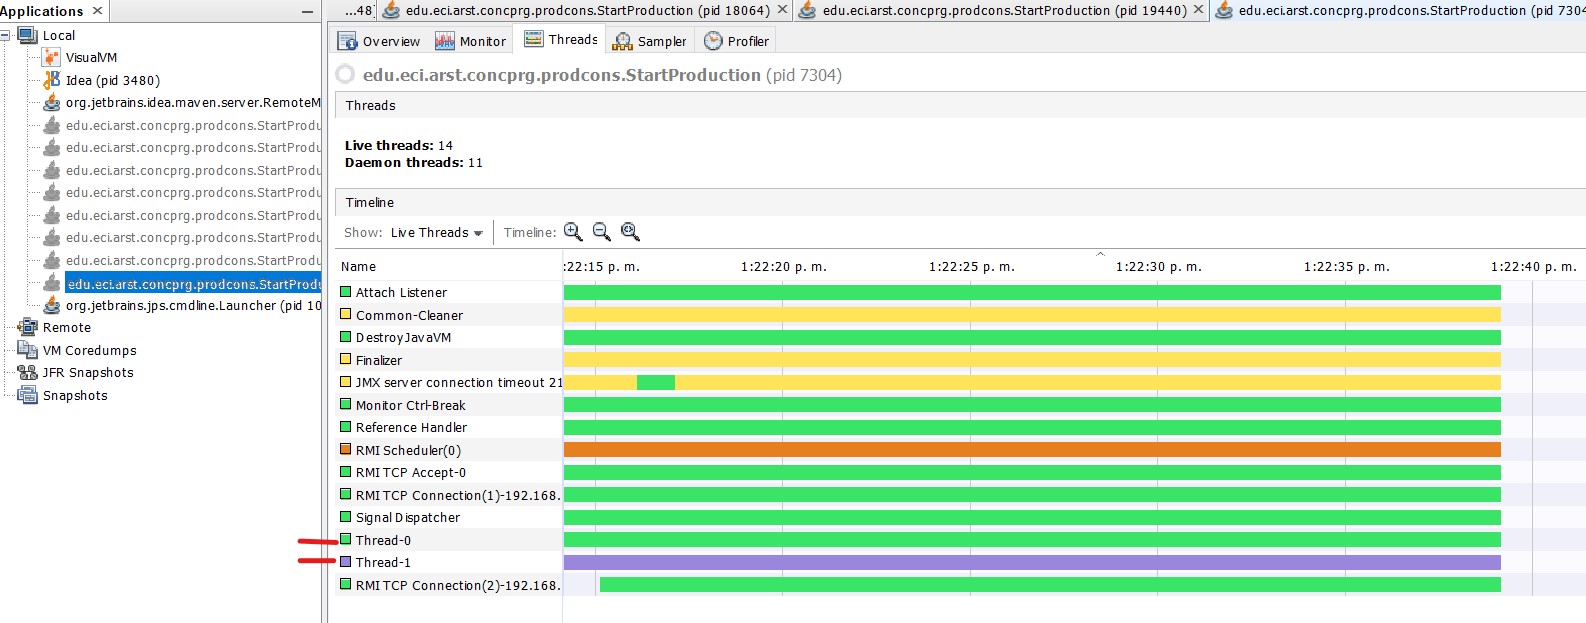 Applications
Local
VisualVM
Idea (pid 3480)
org.jetbrains.idea.maven.server.RemoteM
edu.eci.arst.concprg.prodcons.StartProdu
edu.eci.arst.concprg.prodcons.StartProdu
edu.eci.arst.concprg.prodcons.StartProdu
edu.eci.arst.concprg.prodcons.StartProdu
edu.eci.arst.concprg.prodcons.StartProdu
edu.eci.arst.concprg.prodcons.StartProdu
edu.eci.arst.concprg.prodcons.StartProdu
edu.eci.arst.concprg.prodcons.StartProdu
org.jetbrains.jps.cmdline.Launcher (pid 10
Remote
VM Coredumps
JFR Snapshots
Snapshots
...48] edu.eci.arst.concprg.prodcons.StartProduction (pid 18064) edu.eci.arst.concprg.prodcons.StartProduction (pid 19440) edu.eci.arst.concprg.prodcons.StartProduction (pid 7304
Overview Monitor Threads Sampler Profiler
edu.eci.arst.concprg.prodcons.StartProduction (pid 7304)
Threads
Live threads: 14
Daemon threads: 11
Timeline
Show: Live Threads Timeline:
Name :22:15 p. m. 1:22:20 p. m. 1:22:25 p. m. 1:22:30 p. m. 1:22:35 p. m. 1:22:40 p. m.
Attach Listener
Common-Cleaner
DestroyJavaVM
Finalizer
JMX server connection timeout 21
Monitor Ctrl-Break
Reference Handler
RMI Scheduler(0)
RMI TCP Accept-0
RMI TCP Connection(1)-192.168.
Signal Dispatcher
Thread-0
Thread-1
RMI TCP Connection(2)-192.168.